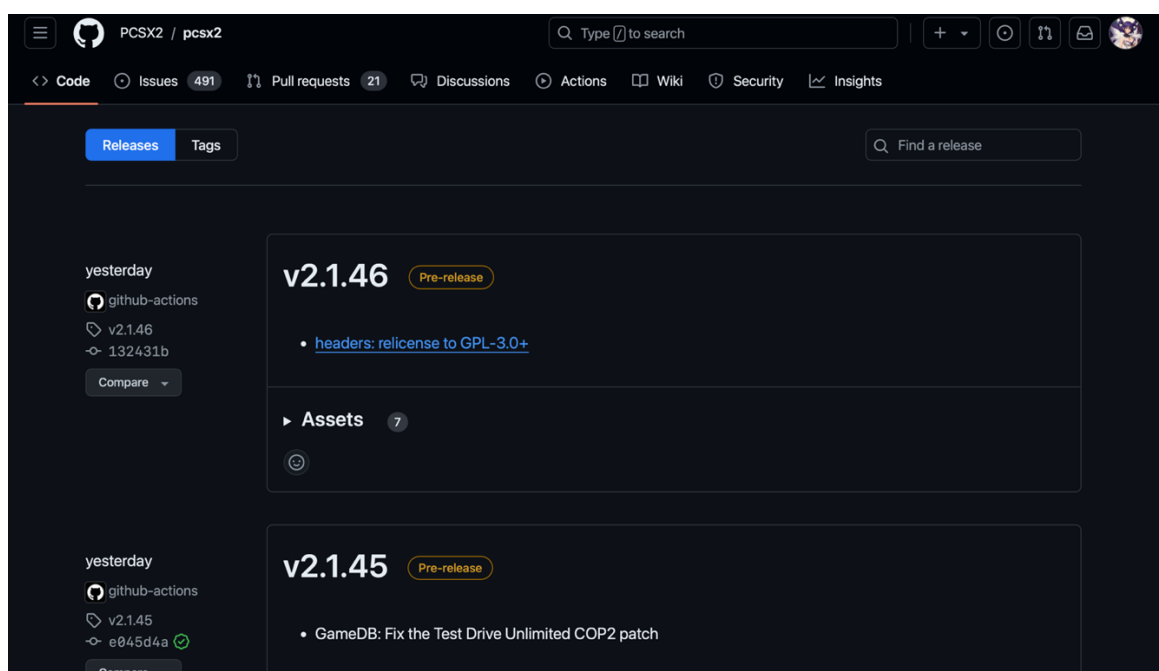 PCSX2 / pcsx2
Type / to search
Code Issues 491 Pull requests 21 Discussions Actions Wiki Security Insights
Releases Tags
Find a release
yesterday
github-actions
v2.1.46
132431b
Compare
v2.1.46 Pre-release
headers: relicense to GPL-3.0+
Assets 7
yesterday
github-actions
v2.1.45
e045d4a
Compare
v2.1.45 Pre-release
GameDB: Fix the Test Drive Unlimited COP2 patch